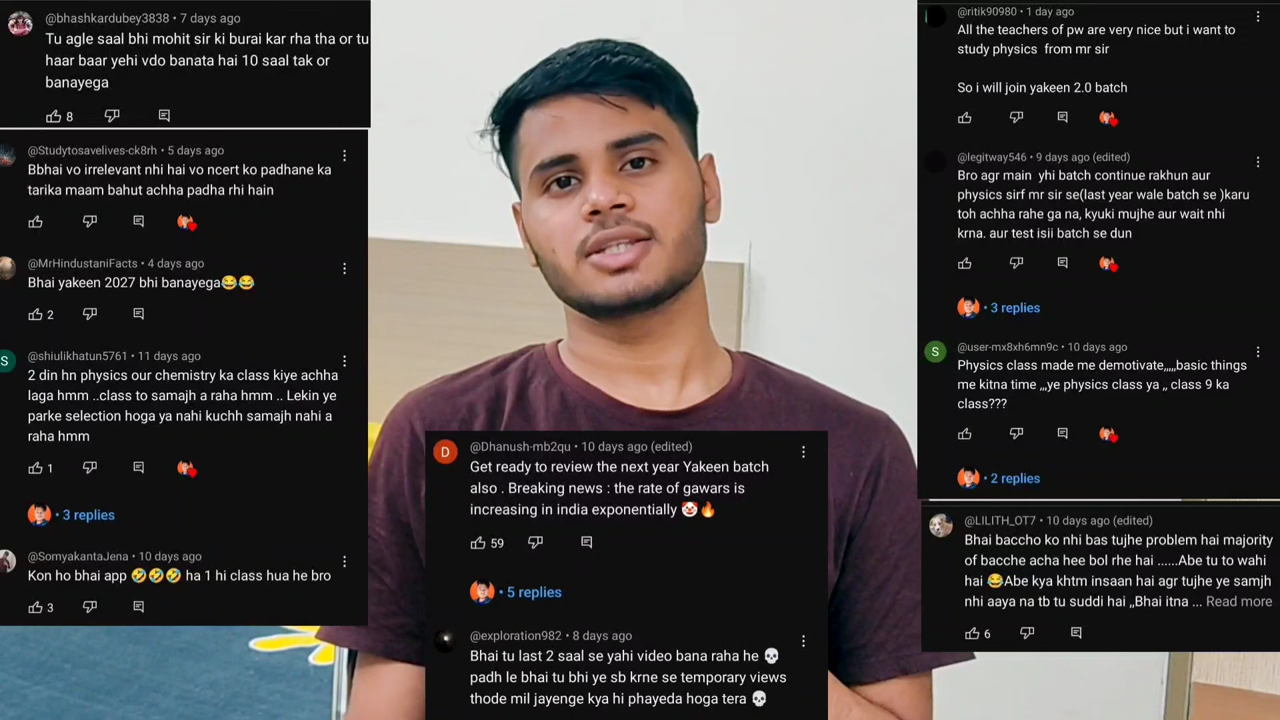 @bhashkardubey3838 • 7 days ago
Tu agle saal bhi mohit sir ki burai kar rha tha or tu
haar baar yehi vdo banata hai 10 saal tak or
banayega
8
@Studytosavelives-ck8rh • 5 days ago
Bbhai vo irrelevant nhi hai vo ncert ko padhane ka
tarika maam bahut achha padha rhi hain
@MrHindustaniFacts • 4 days ago
Bhai yakeen 2027 bhi banayega😂😂
2
S
@shiulikhatun5761 • 11 days ago
2 din hn physics our chemistry ka class kiye achha
laga hmm ..class to samajh a raha hmm .. Lekin ye
parke selection hoga ya nahi kuchh samajh nahi a
raha hmm
1
• 3 replies
@SomyakantaJena • 10 days ago
Kon ho bhai app 🤣🤣🤣 ha 1 hi class hua he bro
3
D
@Dhanush-mb2qu • 10 days ago (edited)
Get ready to review the next year Yakeen batch
also . Breaking news : the rate of gawars is
increasing in india exponentially 🤡🔥
59
• 5 replies
@exploration982 • 8 days ago
Bhai tu last 2 saal se yahi video bana raha he 💀
padh le bhai tu bhi ye sb krne se temporary views
thode mil jayenge kya hi phayeda hoga tera 💀
@ritik90980 • 1 day ago
All the teachers of pw are very nice but i want to
study physics from mr sir
So i will join yakeen 2.0 batch
@legitway546 • 9 days ago (edited)
Bro agr main yhi batch continue rakhun aur
physics sirf mr sir se(last year wale batch se )karu
toh achha rahe ga na, kyuki mujhe aur wait nhi
krna. aur test isii batch se dun
• 3 replies
S
@user-mx8xh6mn9c • 10 days ago
Physics class made me demotivate,,,,,basic things
me kitna time ,,,ye physics class ya ,, class 9 ka
class???
• 2 replies
@LILITH_OT7 • 10 days ago (edited)
Bhai baccho ko nhi bas tujhe problem hai majority
of bacche acha hee bol rhe hai ......Abe tu to wahi
hai 😂Abe kya khtm insaan hai agr tujhe ye samjh
nhi aaya na tb tu suddi hai ,,Bhai itna ... Read more
6